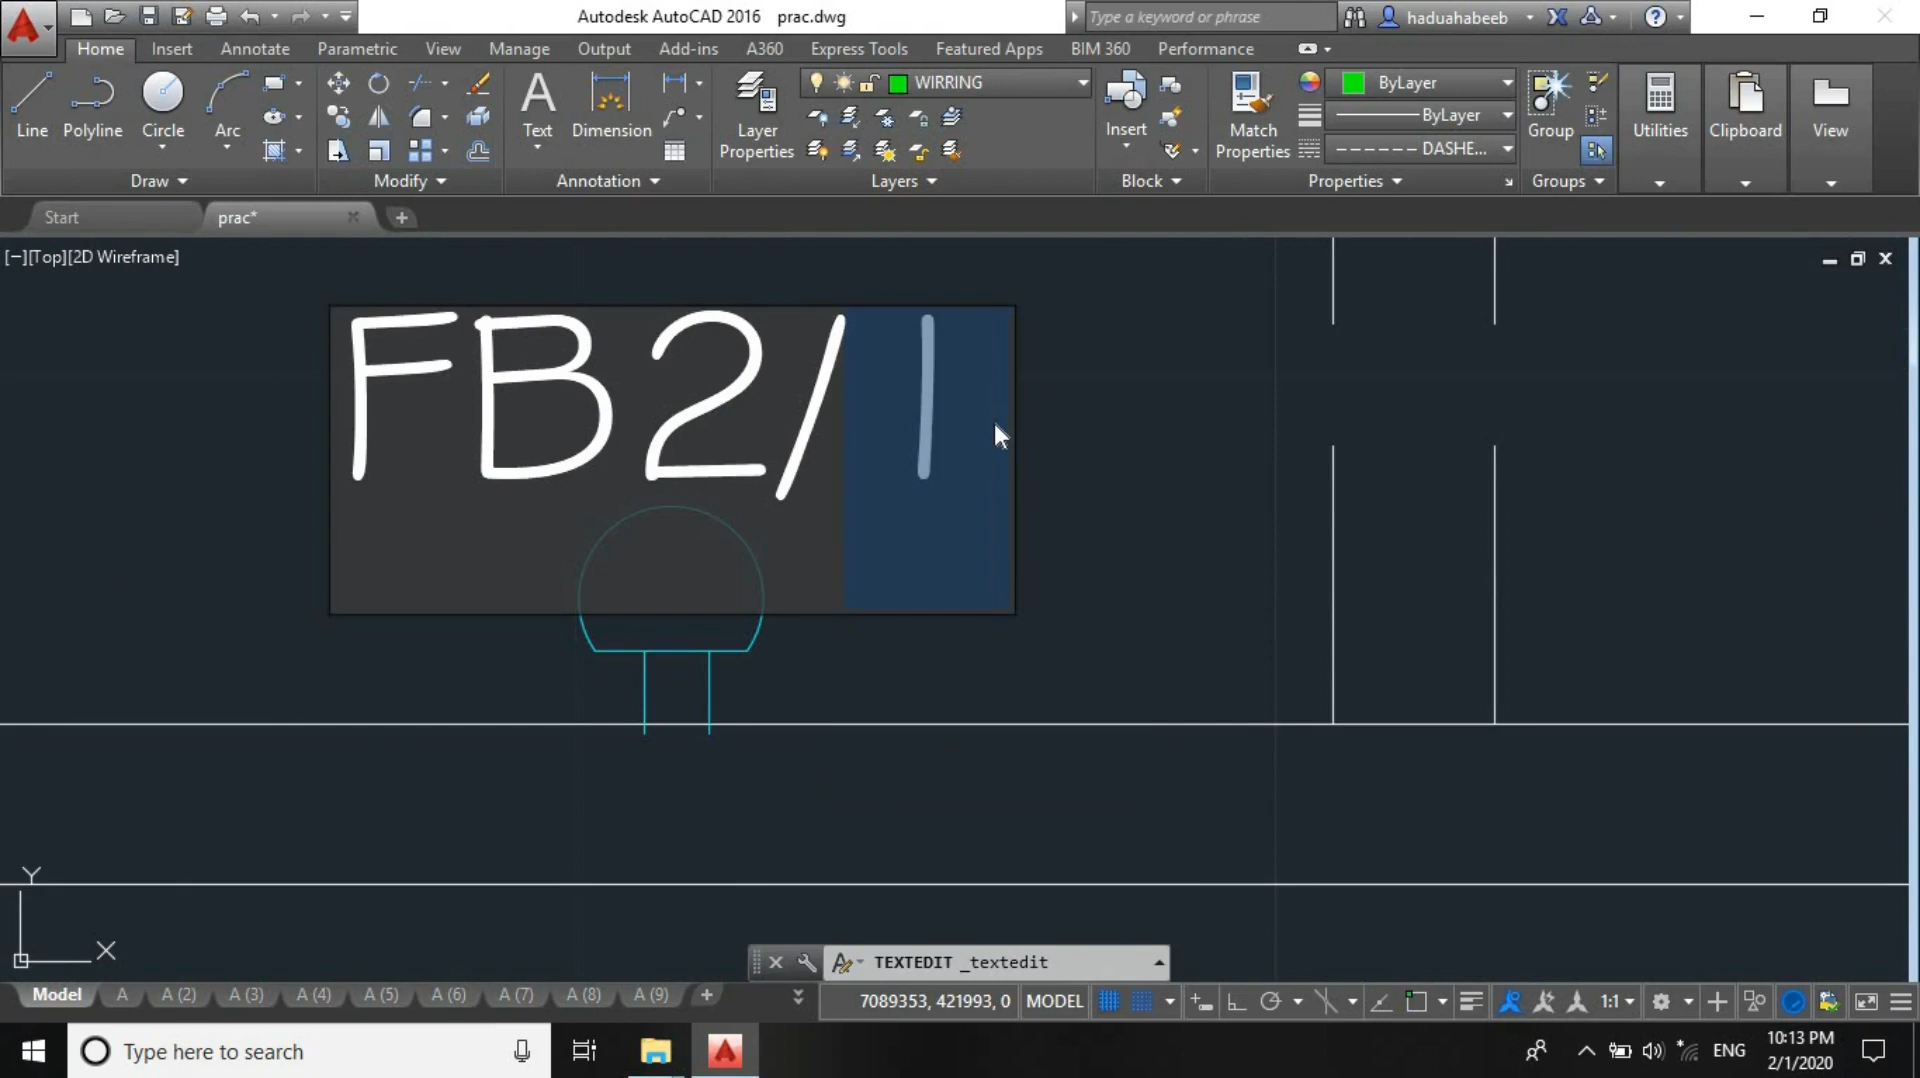 Autodesk AutoCAD 2016 prac.dwg
Type a keyword or phrase
haduahabeeb
Home Insert Annotate Parametric View Manage Output Add-ins A360 Express Tools Featured Apps BIM 360 Performance
WIRRING
ByLayer
ByLayer
DASHE...
Line Polyline Circle Arc
Text Dimension
Layer Properties
Insert
Match Properties
Group
Utilities Clipboard View
Draw Modify Annotation Layers Block Properties Groups
Start prac*
[−][Top][2D Wireframe]
FB2/1
Y
X
TEXTEDIT _textedit
Model A A (2) A (3) A (4) A (5) A (6) A (7) A (8) A (9) +
7089353, 421993, 0 MODEL 1:1
Type here to search
ENG
10:13 PM
2/1/2020